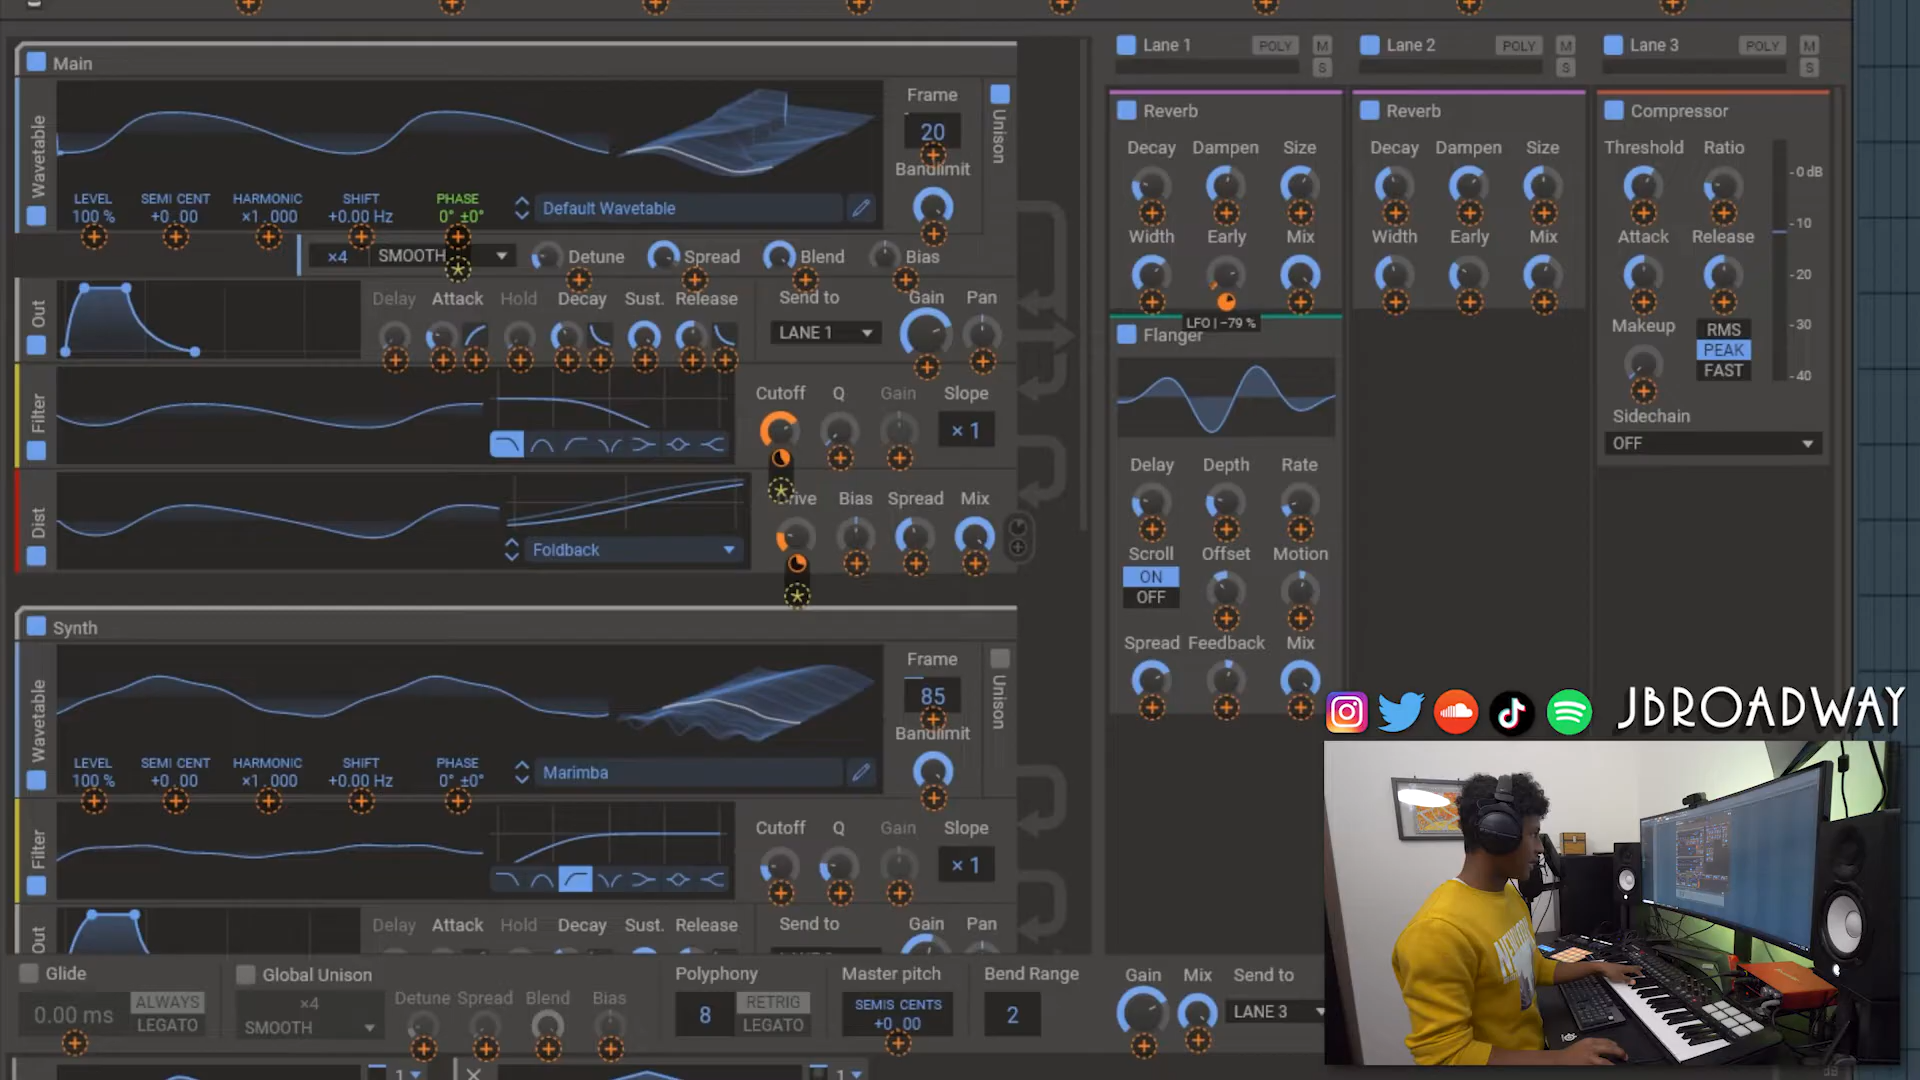 Main
Lane 1 POLY M
S
Lane 2 POLY M
S
Lane 3 POLY M
S
Wavetable
Frame
20
Bandlimit
Unison
LEVEL SEMI CENT HARMONIC SHIFT PHASE
100 % +0.00 ×1.000 +0.00 Hz 0° ±0°
Default Wavetable
×4 SMOOTH Detune Spread Blend Bias
Out
Delay Attack Hold Decay Sust. Release
Send to
LANE 1
Gain Pan
Filter
Cutoff Q Gain Slope
× 1
Dist
Foldback
rive Bias Spread Mix
Synth
Wavetable
Frame
85
Bandlimit
Unison
LEVEL SEMI CENT HARMONIC SHIFT PHASE
100 % +0.00 ×1.000 +0.00 Hz 0° ±0°
Marimba
Filter
Cutoff Q Gain Slope
× 1
Out
Delay Attack Hold Decay Sust. Release
Send to
Gain Pan
Reverb
Decay Dampen Size
Width Early Mix
LFO | −79 %
Flanger
Delay Depth Rate
Scroll Offset Motion
ON
OFF
Spread Feedback Mix
Reverb
Decay Dampen Size
Width Early Mix
Compressor
Threshold Ratio
Attack Release
Makeup
RMS
PEAK
FAST
- 0 dB
- 10
- 20
- 30
- 40
Sidechain
OFF
Glide
0.00 ms
ALWAYS
LEGATO
Global Unison
×4
SMOOTH
Detune Spread Blend Bias
Polyphony
8
RETRIG
LEGATO
Master pitch
SEMIS CENTS
+0.00
Bend Range
2
Gain Mix Send to
LANE 3
1
1
JBROADWAY